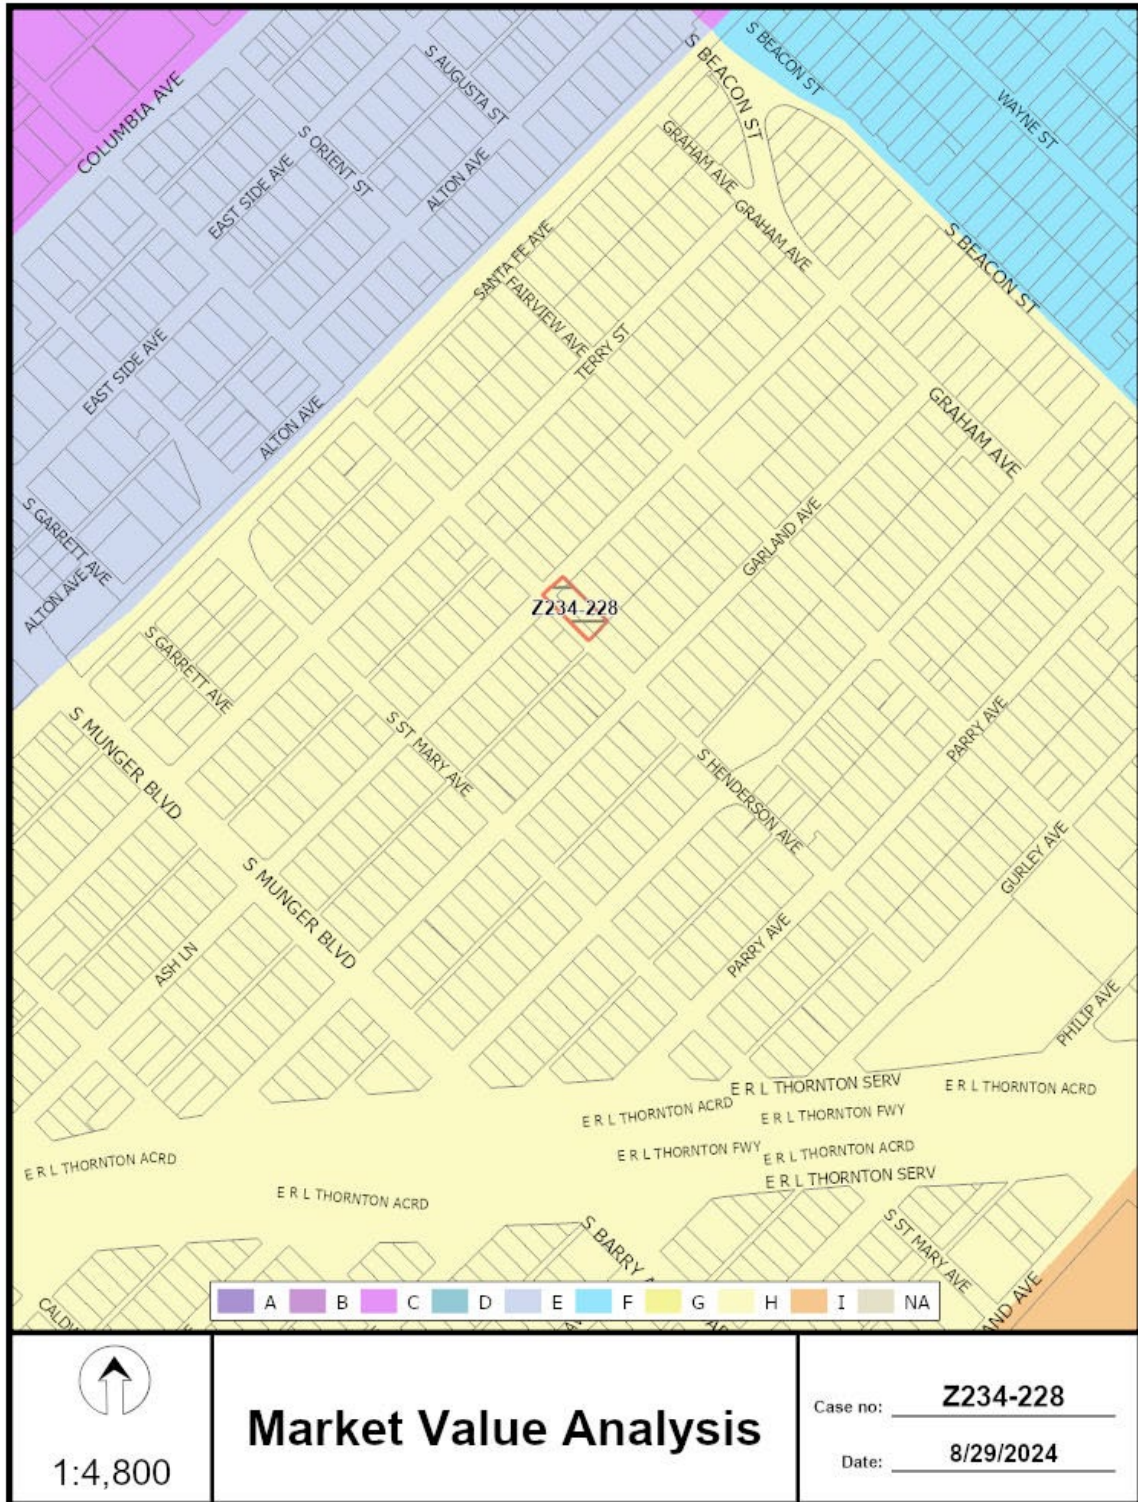 S BEACON ST
S BEACON ST
S AUGUSTA ST
COLUMBIA AVE
WAYNE ST
S ORIENT ST
GRAHAM AVE
EAST SIDE AVE
ALTON AVE
GRAHAM AVE
SANTA FE AVE
S BEACON ST
FAIRVIEW AVE
TERRY ST
EAST SIDE AVE
ALTON AVE
GRAHAM AVE
S GARRETT AVE
GARLAND AVE
ALTON AVE
Z234-228
S GARRETT AVE
S ST MARY AVE
PARRY AVE
S MUNGER BLVD
S HENDERSON AVE
GURLEY AVE
S MUNGER BLVD
PARRY AVE
ASH LN
PHILIP AVE
E R L THORNTON SERV
E R L THORNTON ACRD
E R L THORNTON ACRD
E R L THORNTON FWY
E R L THORNTON FWY
E R L THORNTON ACRD
E R L THORNTON ACRD
E R L THORNTON SERV
E R L THORNTON ACRD
S BARRY
S ST MARY AVE
AND AVE
A B C D E F G H I NA
1:4,800
Market Value Analysis
Case no: Z234-228
Date: 8/29/2024